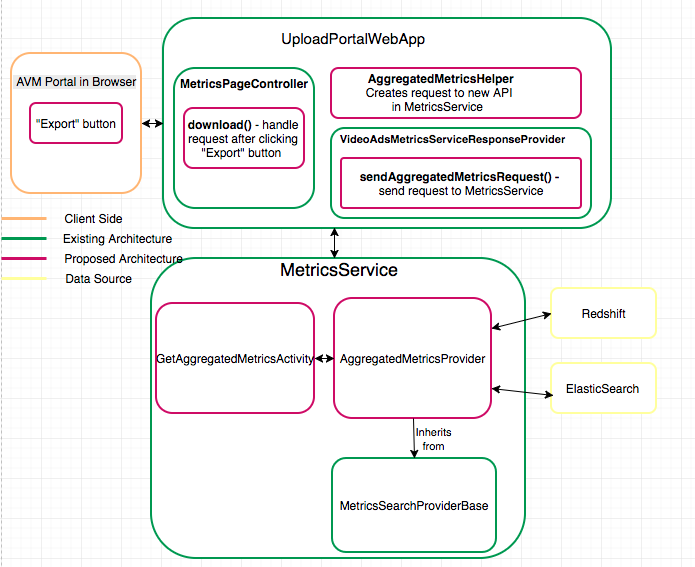 UploadPortalWebApp
AVM Portal in Browser
"Export" button
MetricsPageController
download() - handle
request after clicking
"Export" button
AggregatedMetricsHelper
Creates request to new API
in MetricsService
VideoAdsMetricsServiceResponseProvider
sendAggregatedMetricsRequest() -
send request to MetricsService
Client Side
Existing Architecture
Proposed Architecture
Data Source
MetricsService
GetAggregatedMetricsActivity
AggregatedMetricsProvider
Redshift
ElasticSearch
Inherits
from
MetricsSearchProviderBase